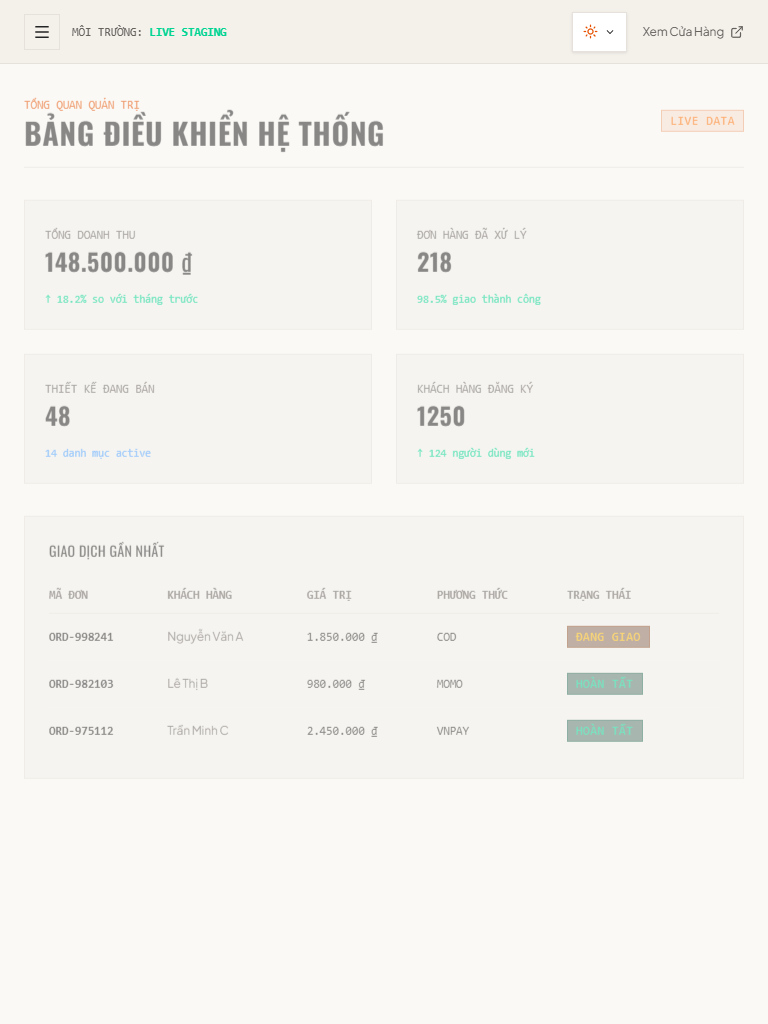 MÔI TRƯỜNG: LIVE STAGING
Xem Cửa Hàng
TỔNG QUAN QUẢN TRỊ
BẢNG ĐIỀU KHIỂN HỆ THỐNG
LIVE DATA
TỔNG DOANH THU
148.500.000 ₫
↑ 18.2% so với tháng trước
ĐƠN HÀNG ĐÃ XỬ LÝ
218
98.5% giao thành công
THIẾT KẾ ĐANG BÁN
48
14 danh mục active
KHÁCH HÀNG ĐĂNG KÝ
1250
↑ 124 người dùng mới
GIAO DỊCH GẦN NHẤT
MÃ ĐƠN KHÁCH HÀNG GIÁ TRỊ PHƯƠNG THỨC TRẠNG THÁI
ORD-998241 Nguyễn Văn A 1.850.000 ₫ COD ĐANG GIAO
ORD-982103 Lê Thị B 980.000 ₫ MOMO HOÀN TẤT
ORD-975112 Trần Minh C 2.450.000 ₫ VNPAY HOÀN TẤT